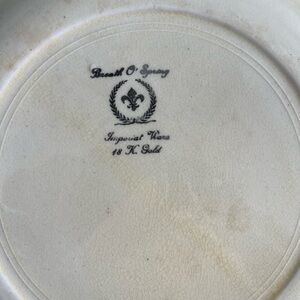 Breath O' Spring
Imperial Ware
18 K. Gold